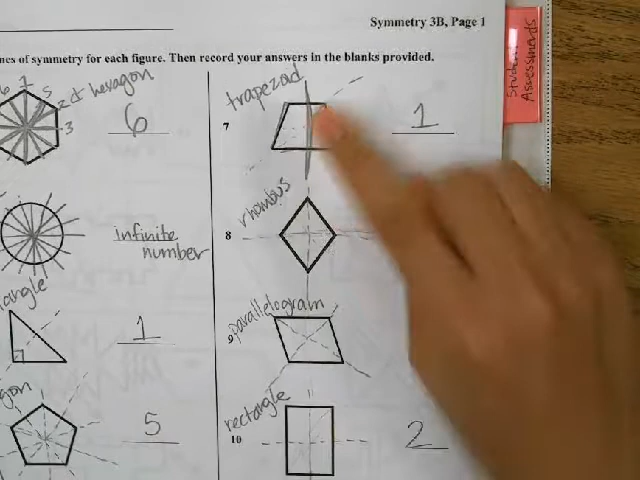 Symmetry 3B, Page 1
nes of symmetry for each figure. Then record your answers in the blanks provided.
hexagon
6
1
5
2
3
6
infinite
number
1
5
trapezoid
7
1
rhombus
8
parallelogram
9
rectangle
10
2
Student
Assessments